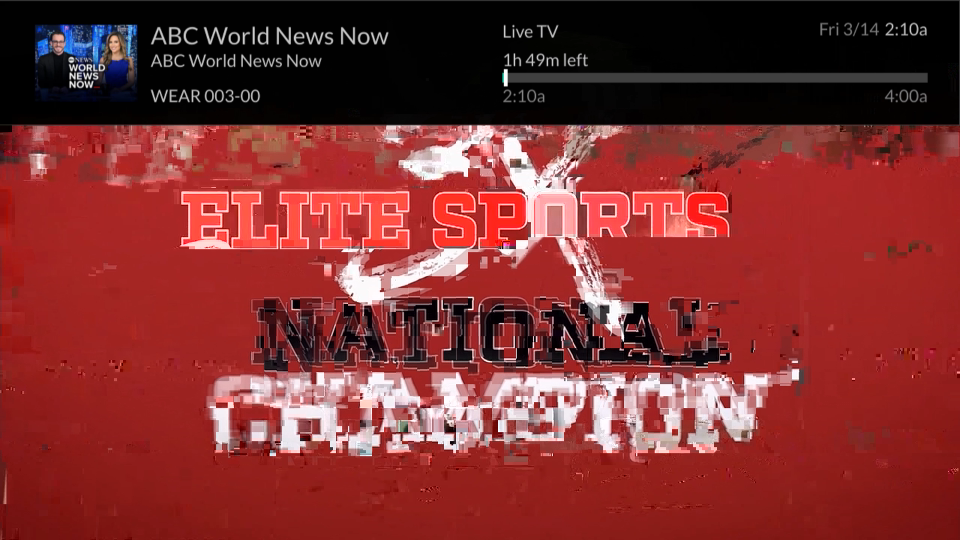 ABC World News Now
ABC World News Now
WEAR 003-00
Live TV
1h 49m left
2:10a
4:00a
Fri 3/14 2:10a
abc NEWS
WORLD
NEWS
NOW
ELITE SPORTS
NATIONAL
CHAMPION